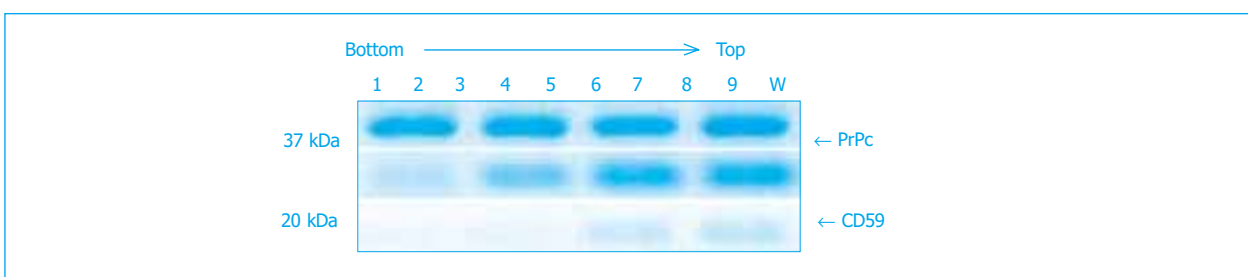 Bottom → Top
1 2 3 4 5 6 7 8 9 W
37 kDa ← PrPc
20 kDa ← CD59